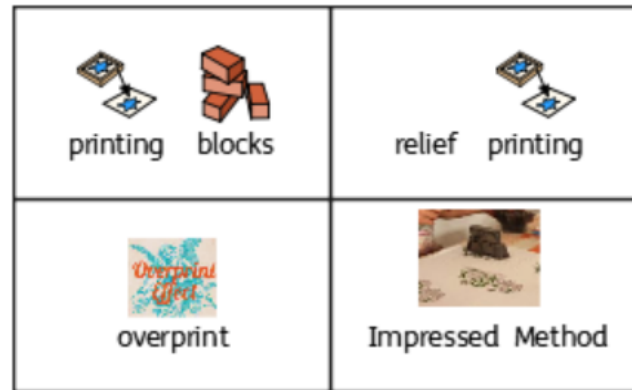 printing blocks
relief printing
Overprint
Effect
overprint
Impressed Method